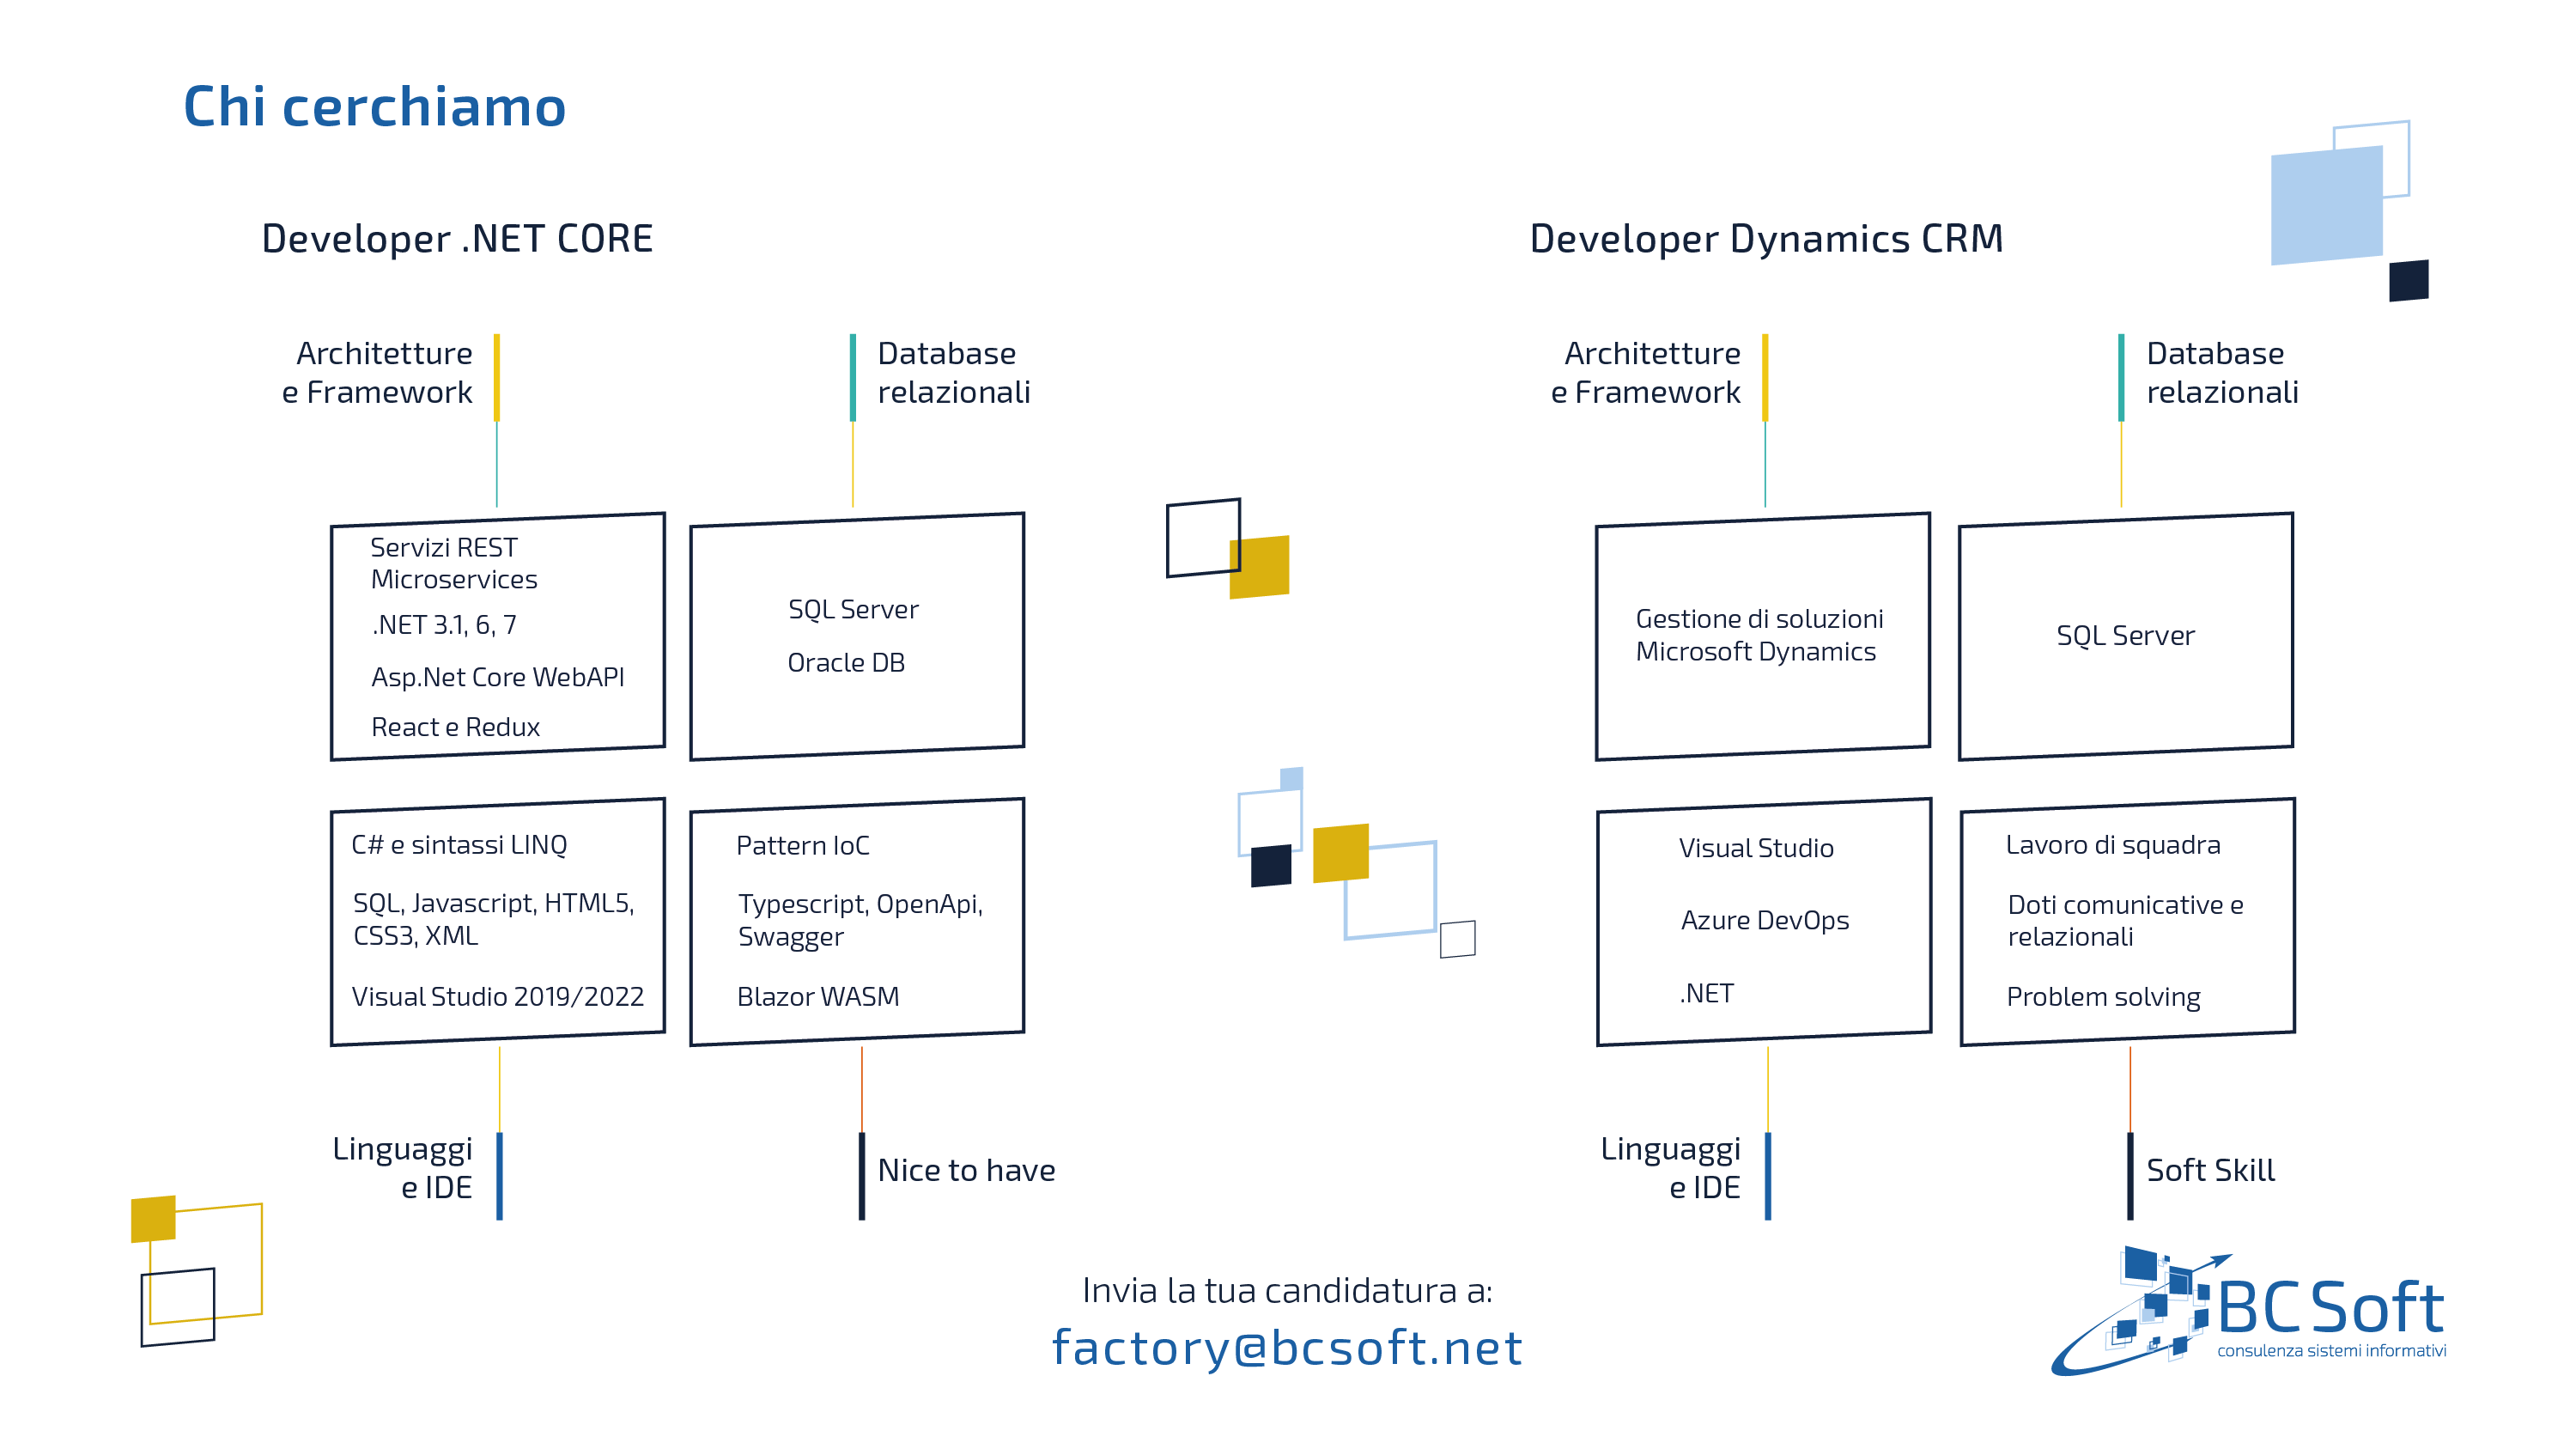 Chi cerchiamo
Developer .NET CORE
Architetture
e Framework
Database
relazionali
Servizi REST
Microservices
.NET 3.1, 6, 7
Asp.Net Core WebAPI
React e Redux
SQL Server
Oracle DB
C# e sintassi LINQ
SQL, Javascript, HTML5,
CSS3, XML
Visual Studio 2019/2022
Pattern IoC
Typescript, OpenApi,
Swagger
Blazor WASM
Linguaggi
e IDE
Nice to have
Developer Dynamics CRM
Architetture
e Framework
Database
relazionali
Gestione di soluzioni
Microsoft Dynamics
SQL Server
Visual Studio
Azure DevOps
.NET
Lavoro di squadra
Doti comunicative e
relazionali
Problem solving
Linguaggi
e IDE
Soft Skill
Invia la tua candidatura a:
factory@bcsoft.net
BC Soft
consulenza sistemi informativi